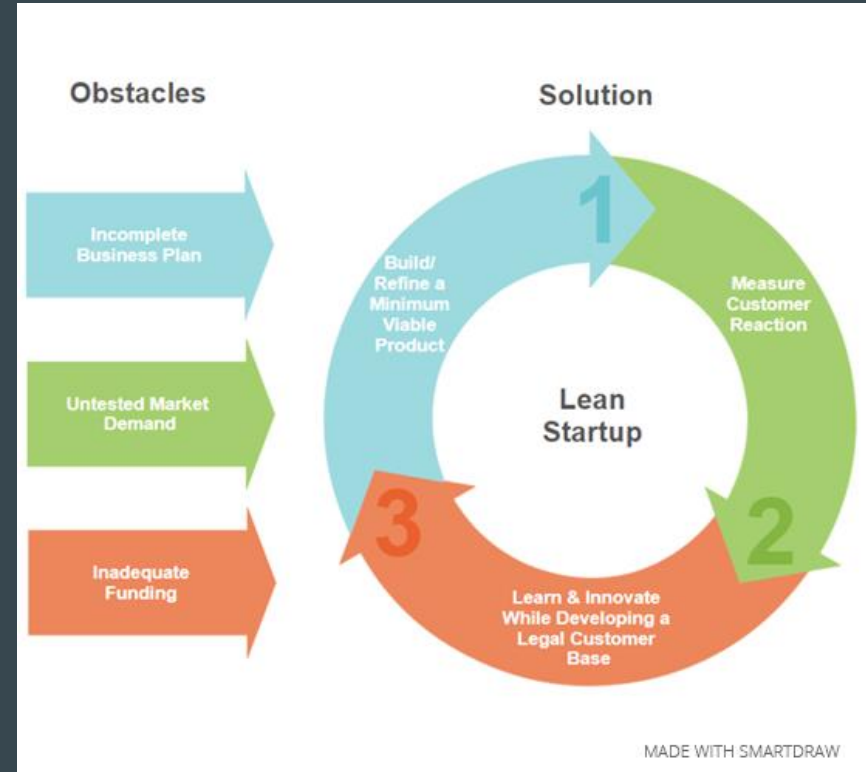 Obstacles
Solution
Incomplete
Business Plan
Untested Market
Demand
Inadequate
Funding
1
Build/
Refine a
Minimum
Viable
Product
Measure
Customer
Reaction
2
Lean
Startup
3
Learn & Innovate
While Developing a
Legal Customer
Base
MADE WITH SMARTDRAW